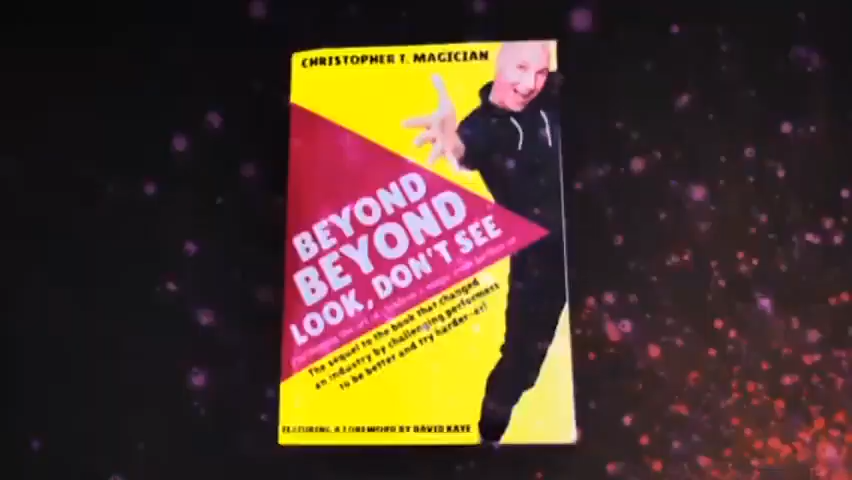 CHRISTOPHER T. MAGICIAN
BEYOND
BEYOND
LOOK, DON'T SEE
The sequel to the book that changed
an industry by challenging performers
to be better and try harder-er!
FEATURING A FOREWORD BY DAVID KAYE